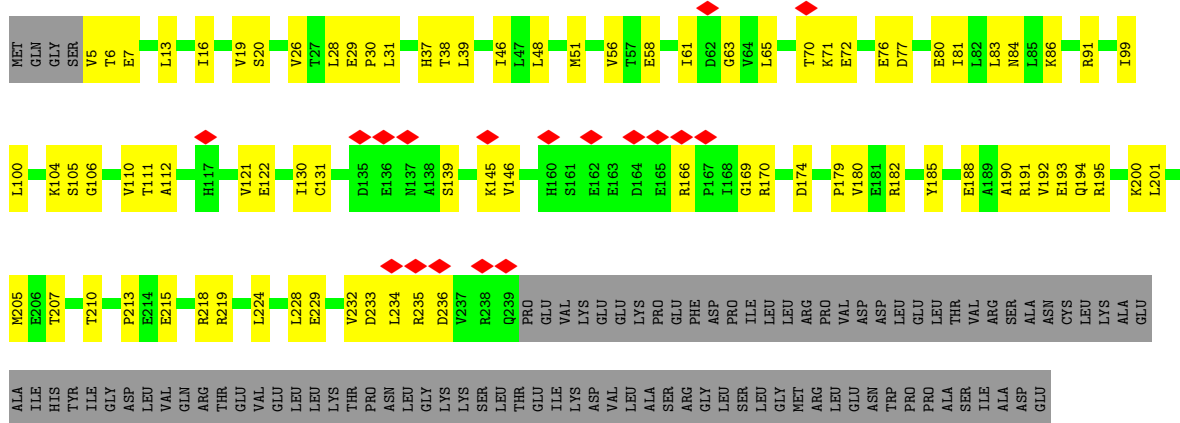 MET GLN GLY SER V5 T6 E7 L13 I16 V19 S20 V26 T27 L28 E29 P30 L31 H37 T38 L39 I46 L47 L48 M51 V56 T57 E58 I61 D62 G63 V64 L65 T70 K71 E72 E76 D77 E80 I81 L82 L83 N84 L85 K86 R91 I99
L100 K104 S105 G106 V110 T111 A112 H117 V121 E122 I130 C131 D135 E136 N137 A138 S139 K145 V146 H160 S161 E162 E163 D164 E165 R166 P167 I168 G169 R170 D174 P179 V180 E181 R182 Y185 E188 A189 A190 R191 V192 E193 Q194 R195 K200 L201
M205 E206 T207 T210 P213 E214 E215 R218 R219 L224 L228 E229 V232 D233 L234 R235 D236 V237 R238 Q239 PRO GLU VAL LYS GLU GLU LYS PRO GLU PHE ASP PRO ILE LEU LEU ARG PRO VAL ASP ASP LEU GLU LEU THR VAL ARG SER ALA ASN CYS LEU LYS ALA GLU
ALA ILE HIS TYR ILE GLY ASP LEU VAL GLN ARG THR GLU VAL GLU LEU LEU LYS THR PRO ASN LEU GLY LYS LYS SER LEU THR GLU ILE LYS ASP VAL LEU ALA SER ARG GLY LEU SER LEU GLY MET ARG LEU GLU ASN TRP PRO PRO ALA SER ILE ALA ASP GLU